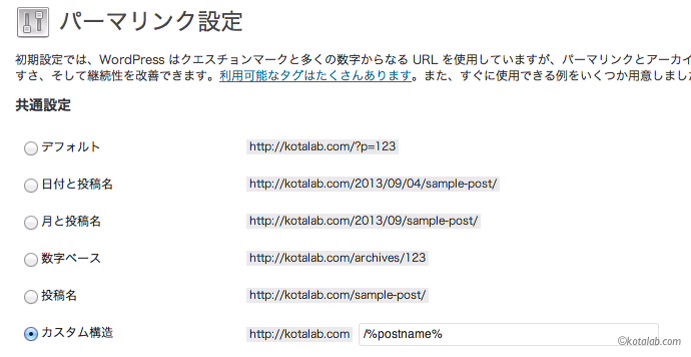 パーマリンク設定
初期設定では、WordPress はクエスチョンマークと多くの数字からなる URL を使用していますが、パーマリンクとアーカイ
すさ、そして継続性を改善できます。利用可能なタグはたくさんあります。また、すぐに使用できる例をいくつか用意しまし
共通設定
デフォルト http://kotalab.com/?p=123
日付と投稿名 http://kotalab.com/2013/09/04/sample-post/
月と投稿名 http://kotalab.com/2013/09/sample-post/
数字ベース http://kotalab.com/archives/123
投稿名 http://kotalab.com/sample-post/
カスタム構造 http://kotalab.com /%postname%
©kotalab.com